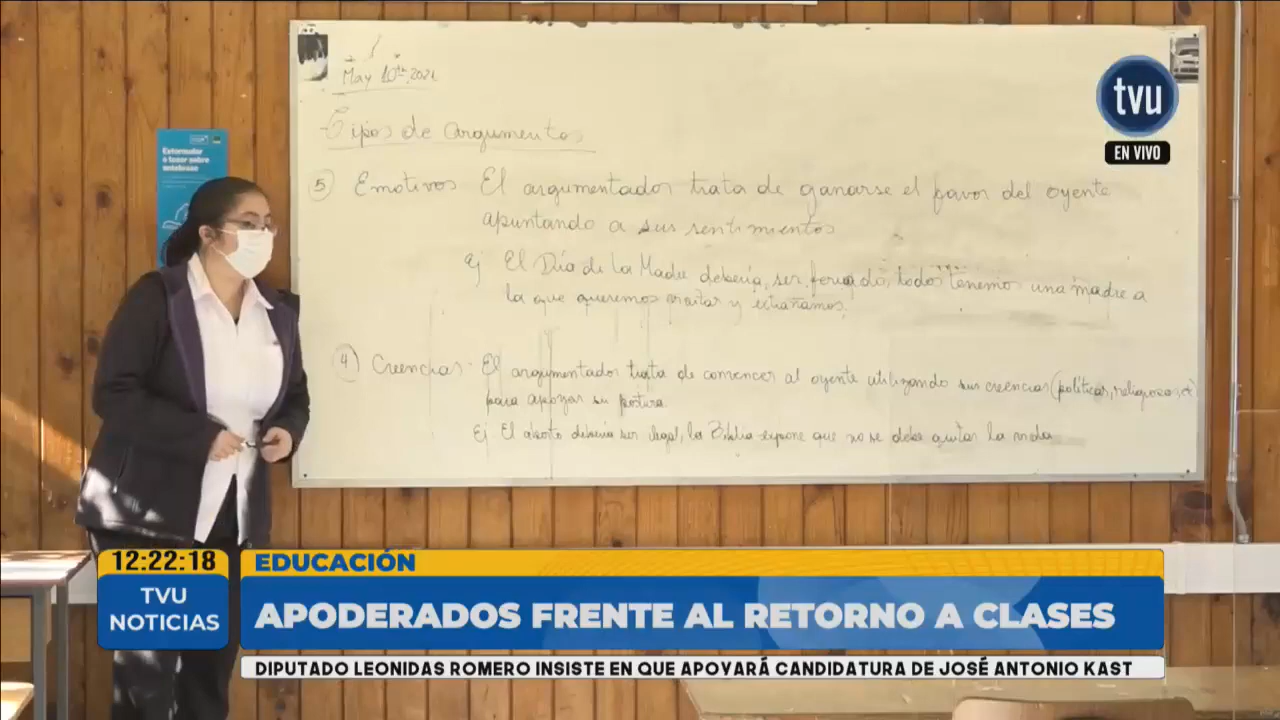 May 10th, 2021
Tipos de argumentos
5 Emotivos El argumentador trata de ganarse el favor del oyente
apuntando a sus sentimientos
Ej El Día de la Madre debería ser feriado, todos tenemos una madre a
la que queremos y extrañamos.
4 Creencias: El argumentador trata de convencer al oyente utilizando sus creencias (políticas, religiosas,
para apoyar su postura.
Ej El aborto debería ser ilegal, la Biblia expone que no se debe quitar la vida
tvu
EN VIVO
Extornudar
o toser sobre
antebrazo
12:22:18
TVU
NOTICIAS
EDUCACIÓN
APODERADOS FRENTE AL RETORNO A CLASES
DIPUTADO LEONIDAS ROMERO INSISTE EN QUE APOYARÁ CANDIDATURA DE JOSÉ ANTONIO KAST